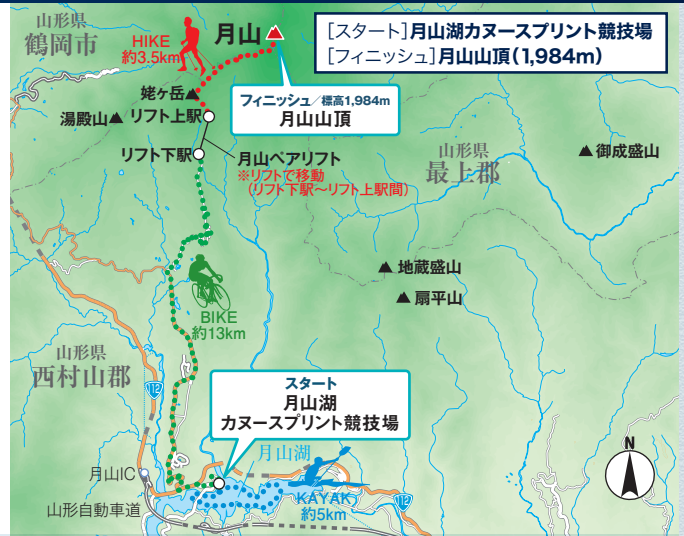 [スタート]月山湖カヌースプリント競技場
[フィニッシュ]月山山頂(1,984m)
山形県
鶴岡市
HIKE
約3.5km
月山
姥ヶ岳
フィニッシュ/標高1,984m
月山山頂
湯殿山
リフト上駅
リフト下駅
月山ペアリフト
※リフトで移動
(リフト下駅〜リフト上駅間)
山形県
最上郡
御成盛山
地蔵盛山
扇平山
BIKE
約13km
山形県
西村山郡
112
スタート
月山湖
カヌースプリント競技場
月山湖
N
月山IC
KAYAK
約5km
112
山形自動車道